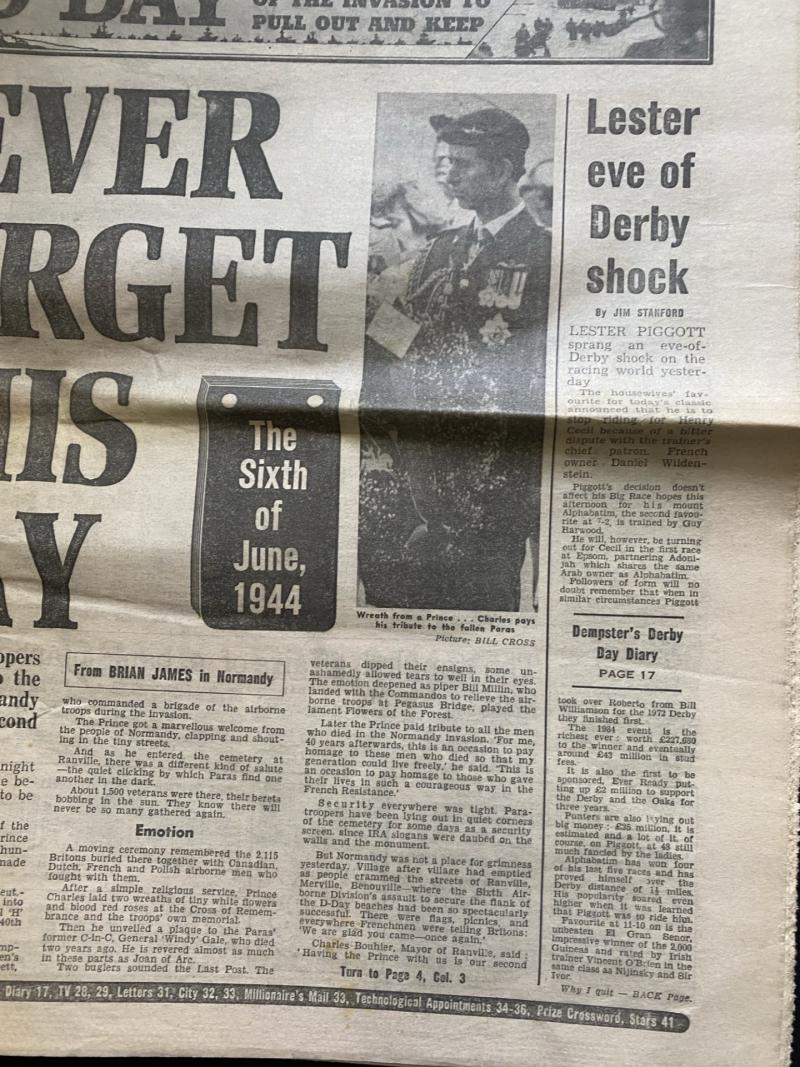 D DAY
OF THE INVASION TO
PULL OUT AND KEEP
EVER
RGET
HIS
AY
The
Sixth
of
June,
1944
Wreath from a Prince . . . Charles pays
his tribute to the fallen Paras
Picture: BILL CROSS
opers
o the
andy
cond
night
e be-
to be
f the
rince
hun-
made
eut.-
into
l 'H'
40th
mp-
en's
ett,
From BRIAN JAMES in Normandy
who commanded a brigade of the airborne
troops during the invasion.
The Prince got a marvellous welcome from
the people of Normandy, clapping and shout-
ing in the tiny streets.
And as he entered the cemetery at
Ranville, there was a different kind of salute
—the quiet clicking by which Paras find one
another in the dark.
About 1,500 veterans were there, their berets
bobbing in the sun. They know there will
never be so many gathered again.
Emotion
A moving ceremony remembered the 2,115
Britons buried there together with Canadian,
Dutch, French and Polish airborne men who
fought with them.
After a simple religious service, Prince
Charles laid two wreaths of tiny white flowers
and blood red roses at the Cross of Remem-
brance and the troops' own memorial.
Then he unveiled a plaque to the Paras'
former C-in-C, General 'Windy' Gale, who died
two years ago. He is revered almost as much
in these parts as Joan of Arc.
Two buglers sounded the Last Post. The
veterans dipped their ensigns, some un-
ashamedly allowed tears to well in their eyes.
The emotion deepened as piper Bill Millin, who
landed with the Commandos to relieve the air-
borne troops at Pegasus Bridge, played the
lament Flowers of the Forest.
Later the Prince paid tribute to all the men
who died in the Normandy invasion. 'For me,
40 years afterwards, this is an occasion to pay
homage to these men who died so that my
generation could live freely,' he said. 'This is
an occasion to pay homage to those who gave
their lives in such a courageous way in the
French Resistance.'
Security everywhere was tight. Para-
troopers have been lying out in quiet corners
of the cemetery for some days as a security
screen, since IRA slogans were daubed on the
walls and the monument.
But Normandy was not a place for grimness
yesterday. Village after village had emptied
as people crammed the streets of Ranville,
Merville, Benouville—where the Sixth Air-
borne Division's assault to secure the flank of
the D-Day beaches had been so spectacularly
successful. There were flags, picnics, and
everywhere Frenchmen were telling Britons:
'We are glad you came—once again.'
Charles Bouhier, Mayor of Ranville, said:
'Having the Prince with us is our second
Turn to Page 4, Col. 3
Lester
eve of
Derby
shock
By JIM STANFORD
LESTER PIGGOTT
sprang an eve-of-
Derby shock on the
racing world yester-
day
The housewives' fav-
ourite for today's classic
announced that he is to
stop riding for Henry
Cecil because of a bitter
dispute with the trainer's
chief patron, French
owner Daniel Wilden-
stein.
Piggott's decision doesn't
affect his Big Race hopes this
afternoon for his mount
Alphabatim, the second favou-
rite at 7-2, is trained by Guy
Harwood.
He will, however, be turning
out for Cecil in the first race
at Epsom, partnering Adoni-
jah which shares the same
Arab owner as Alphabatim.
Followers of form will no
doubt remember that when in
similar circumstances Piggott
Dempster's Derby
Day Diary
PAGE 17
took over Roberto from Bill
Williamson for the 1972 Derby
they finished first.
The 1984 event is the
richest ever: worth £227,680
to the winner and eventually
around £43 million in stud
fees.
It is also the first to be
sponsored, Ever Ready put-
ting up £2 million to support
the Derby and the Oaks for
three years.
Punters are also laying out
big money: £35 million, it is
estimated and a lot of it, of
course, on Piggott, at 48 still
much fancied by the ladies.
Alphabatim has won four
of his last five races and has
proved himself over the
Derby distance of 1½ miles.
His popularity soared even
higher when it was learned
that Piggott was to ride him.
Favourite at 11-10 on is the
unbeaten El Gran Senor,
impressive winner of the 2,000
Guineas and rated by Irish
trainer Vincent O'Brien in the
same class as Nijinsky and Sir
Ivor.
Why I quit — BACK Page.
Diary 17, TV 28, 29, Letters 31, City 32, 33, Millionaire's Mail 33, Technological Appointments 34-36, Prize Crossword, Stars 41